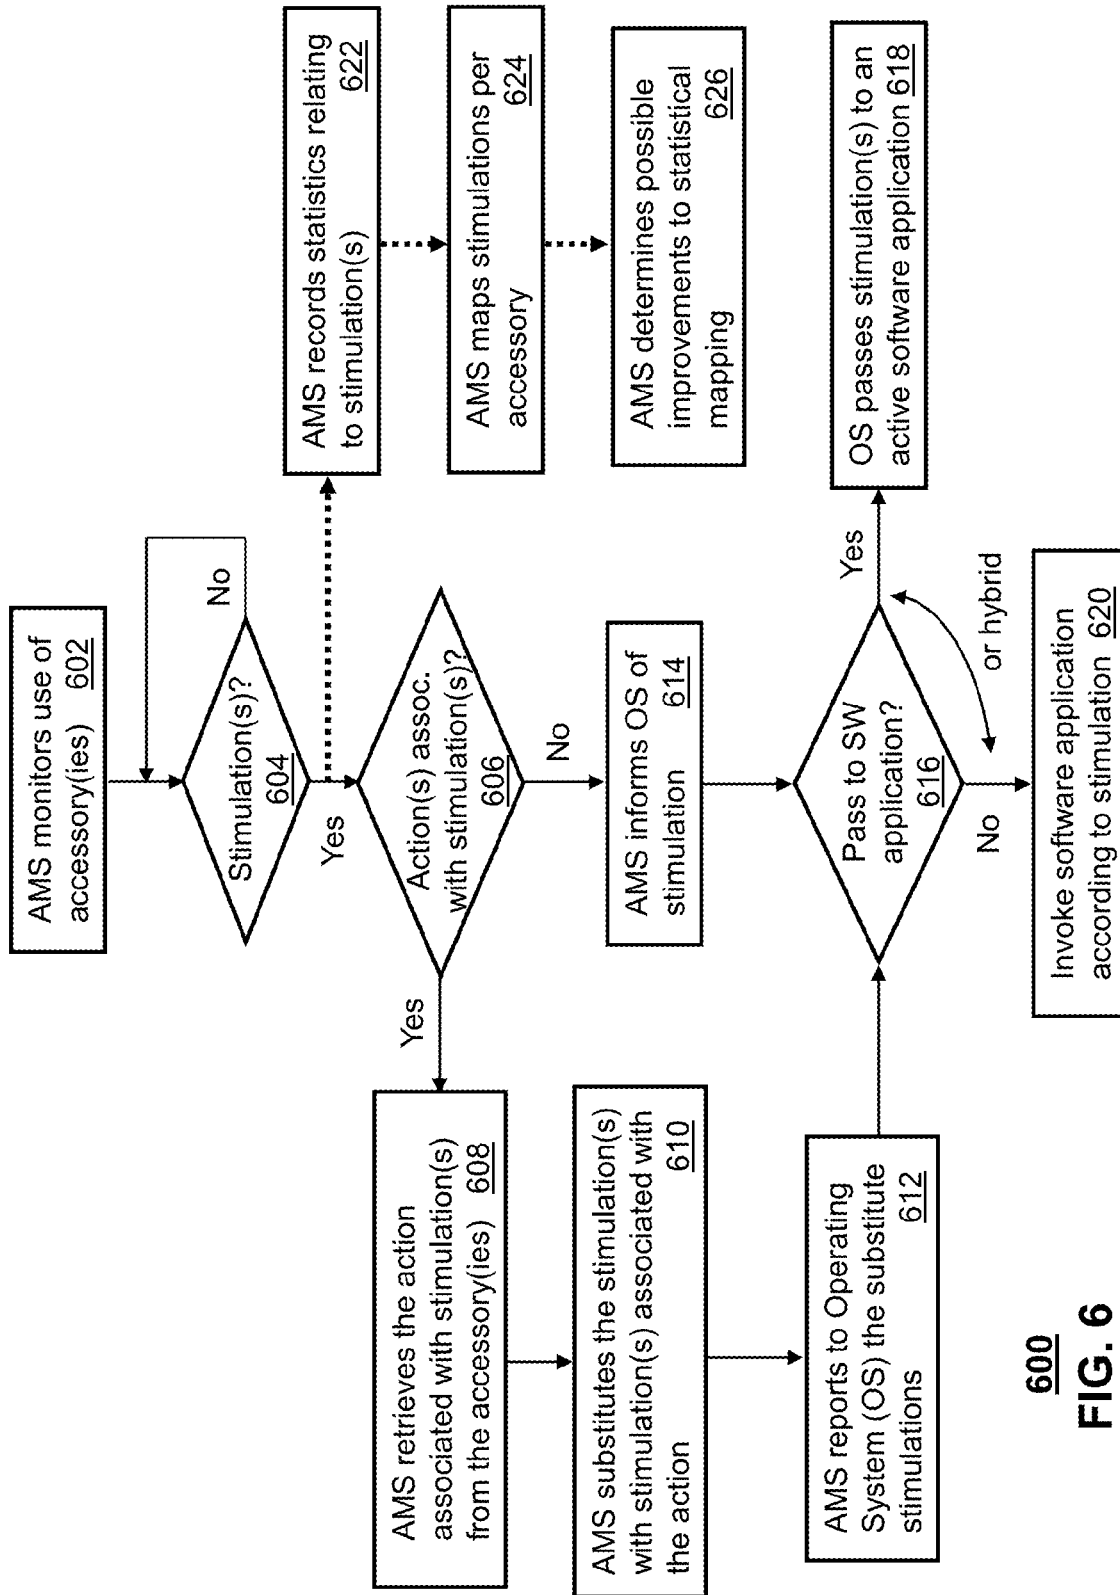 AMS monitors use of
accessory(ies) 602
Stimulation(s)?
604
No
Yes
AMS records statistics relating
to stimulation(s) 622
AMS maps stimulations per
accessory 624
AMS determines possible
improvements to statistical
mapping 626
Action(s) assoc.
with stimulation(s)?
606
Yes
No
AMS retrieves the action
associated with stimulation(s)
from the accessory(ies) 608
AMS substitutes the stimulation(s)
with stimulation(s) associated with
the action 610
AMS reports to Operating
System (OS) the substitute
stimulations 612
AMS informs OS of
stimulation 614
Pass to SW
application?
616
Yes
No
or hybrid
OS passes stimulation(s) to an
active software application 618
Invoke software application
according to stimulation 620
600
FIG. 6